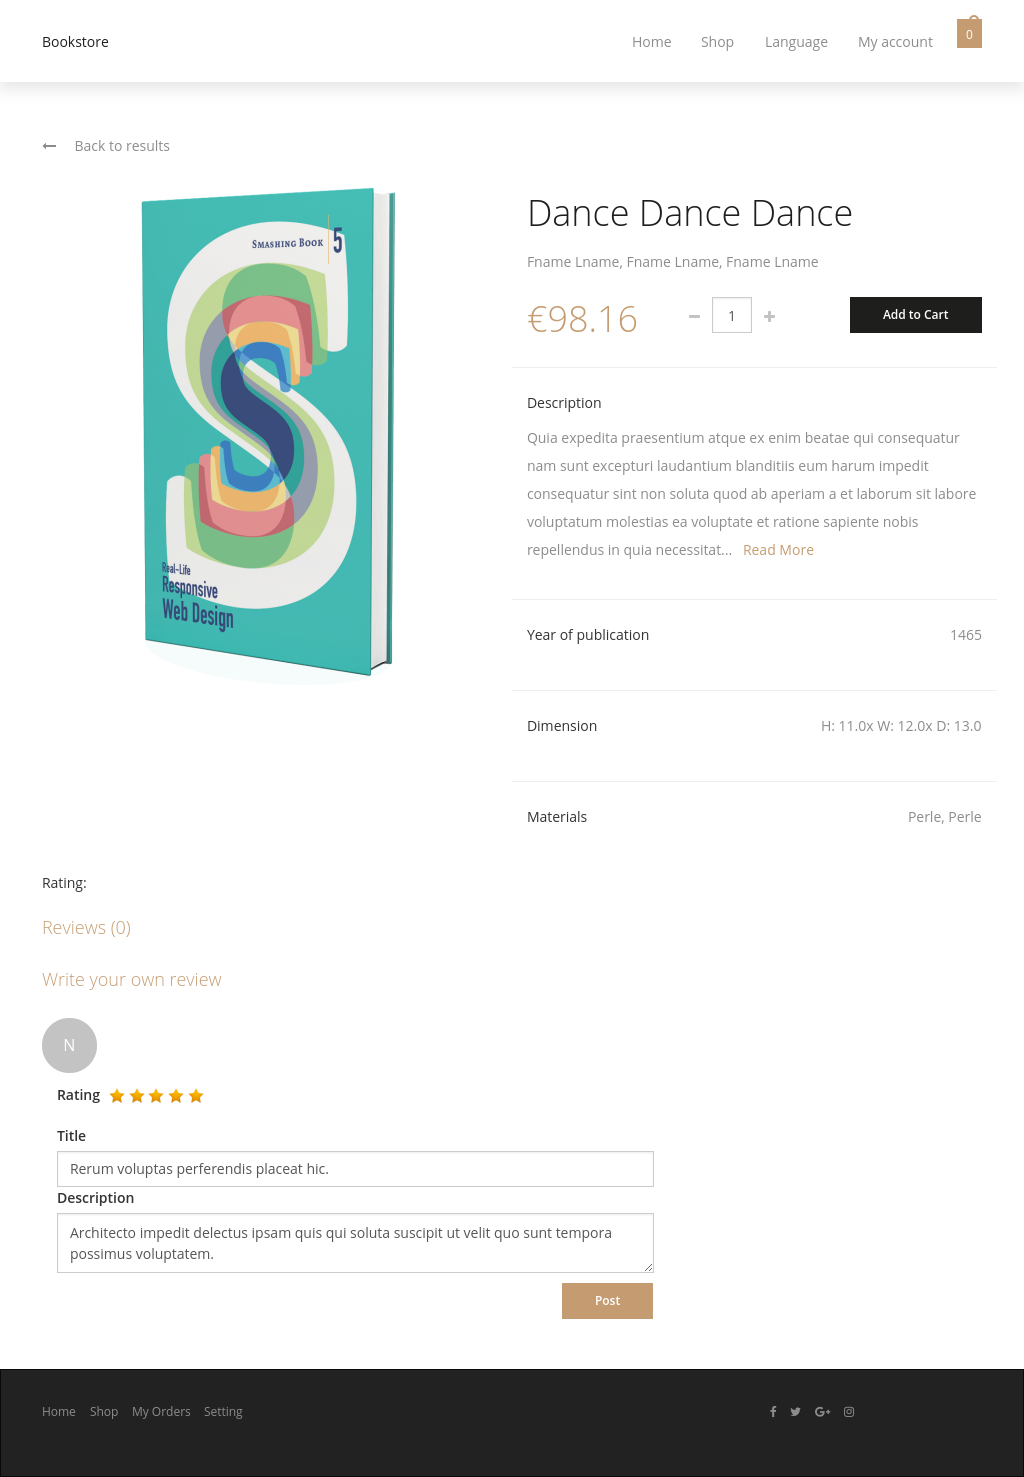 Bookstore
Home Shop Language My account 0
Back to results
Smashing Book 5
Real-Life
Responsive
Web Design
Dance Dance Dance
Fname Lname, Fname Lname, Fname Lname
€98.16 1 Add to Cart
Description
Quia expedita praesentium atque ex enim beatae qui consequatur
nam sunt excepturi laudantium blanditiis eum harum impedit
consequatur sint non soluta quod ab aperiam a et laborum sit labore
voluptatum molestias ea voluptate et ratione sapiente nobis
repellendus in quia necessitat... Read More
Year of publication 1465
Dimension H: 11.0x W: 12.0x D: 13.0
Materials Perle, Perle
Rating:
Reviews (0)
Write your own review
N
Rating
Title
Rerum voluptas perferendis placeat hic.
Description
Architecto impedit delectus ipsam quis qui soluta suscipit ut velit quo sunt tempora
possimus voluptatem.
Post
Home Shop My Orders Setting